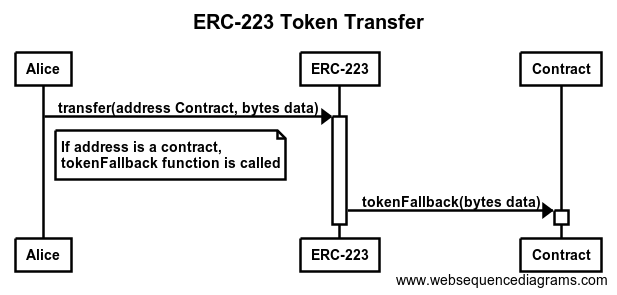 ERC-223 Token Transfer
Alice
ERC-223
Contract
transfer(address Contract, bytes data)
If address is a contract,
tokenFallback function is called
tokenFallback(bytes data)
Alice
ERC-223
Contract
www.websequencediagrams.com